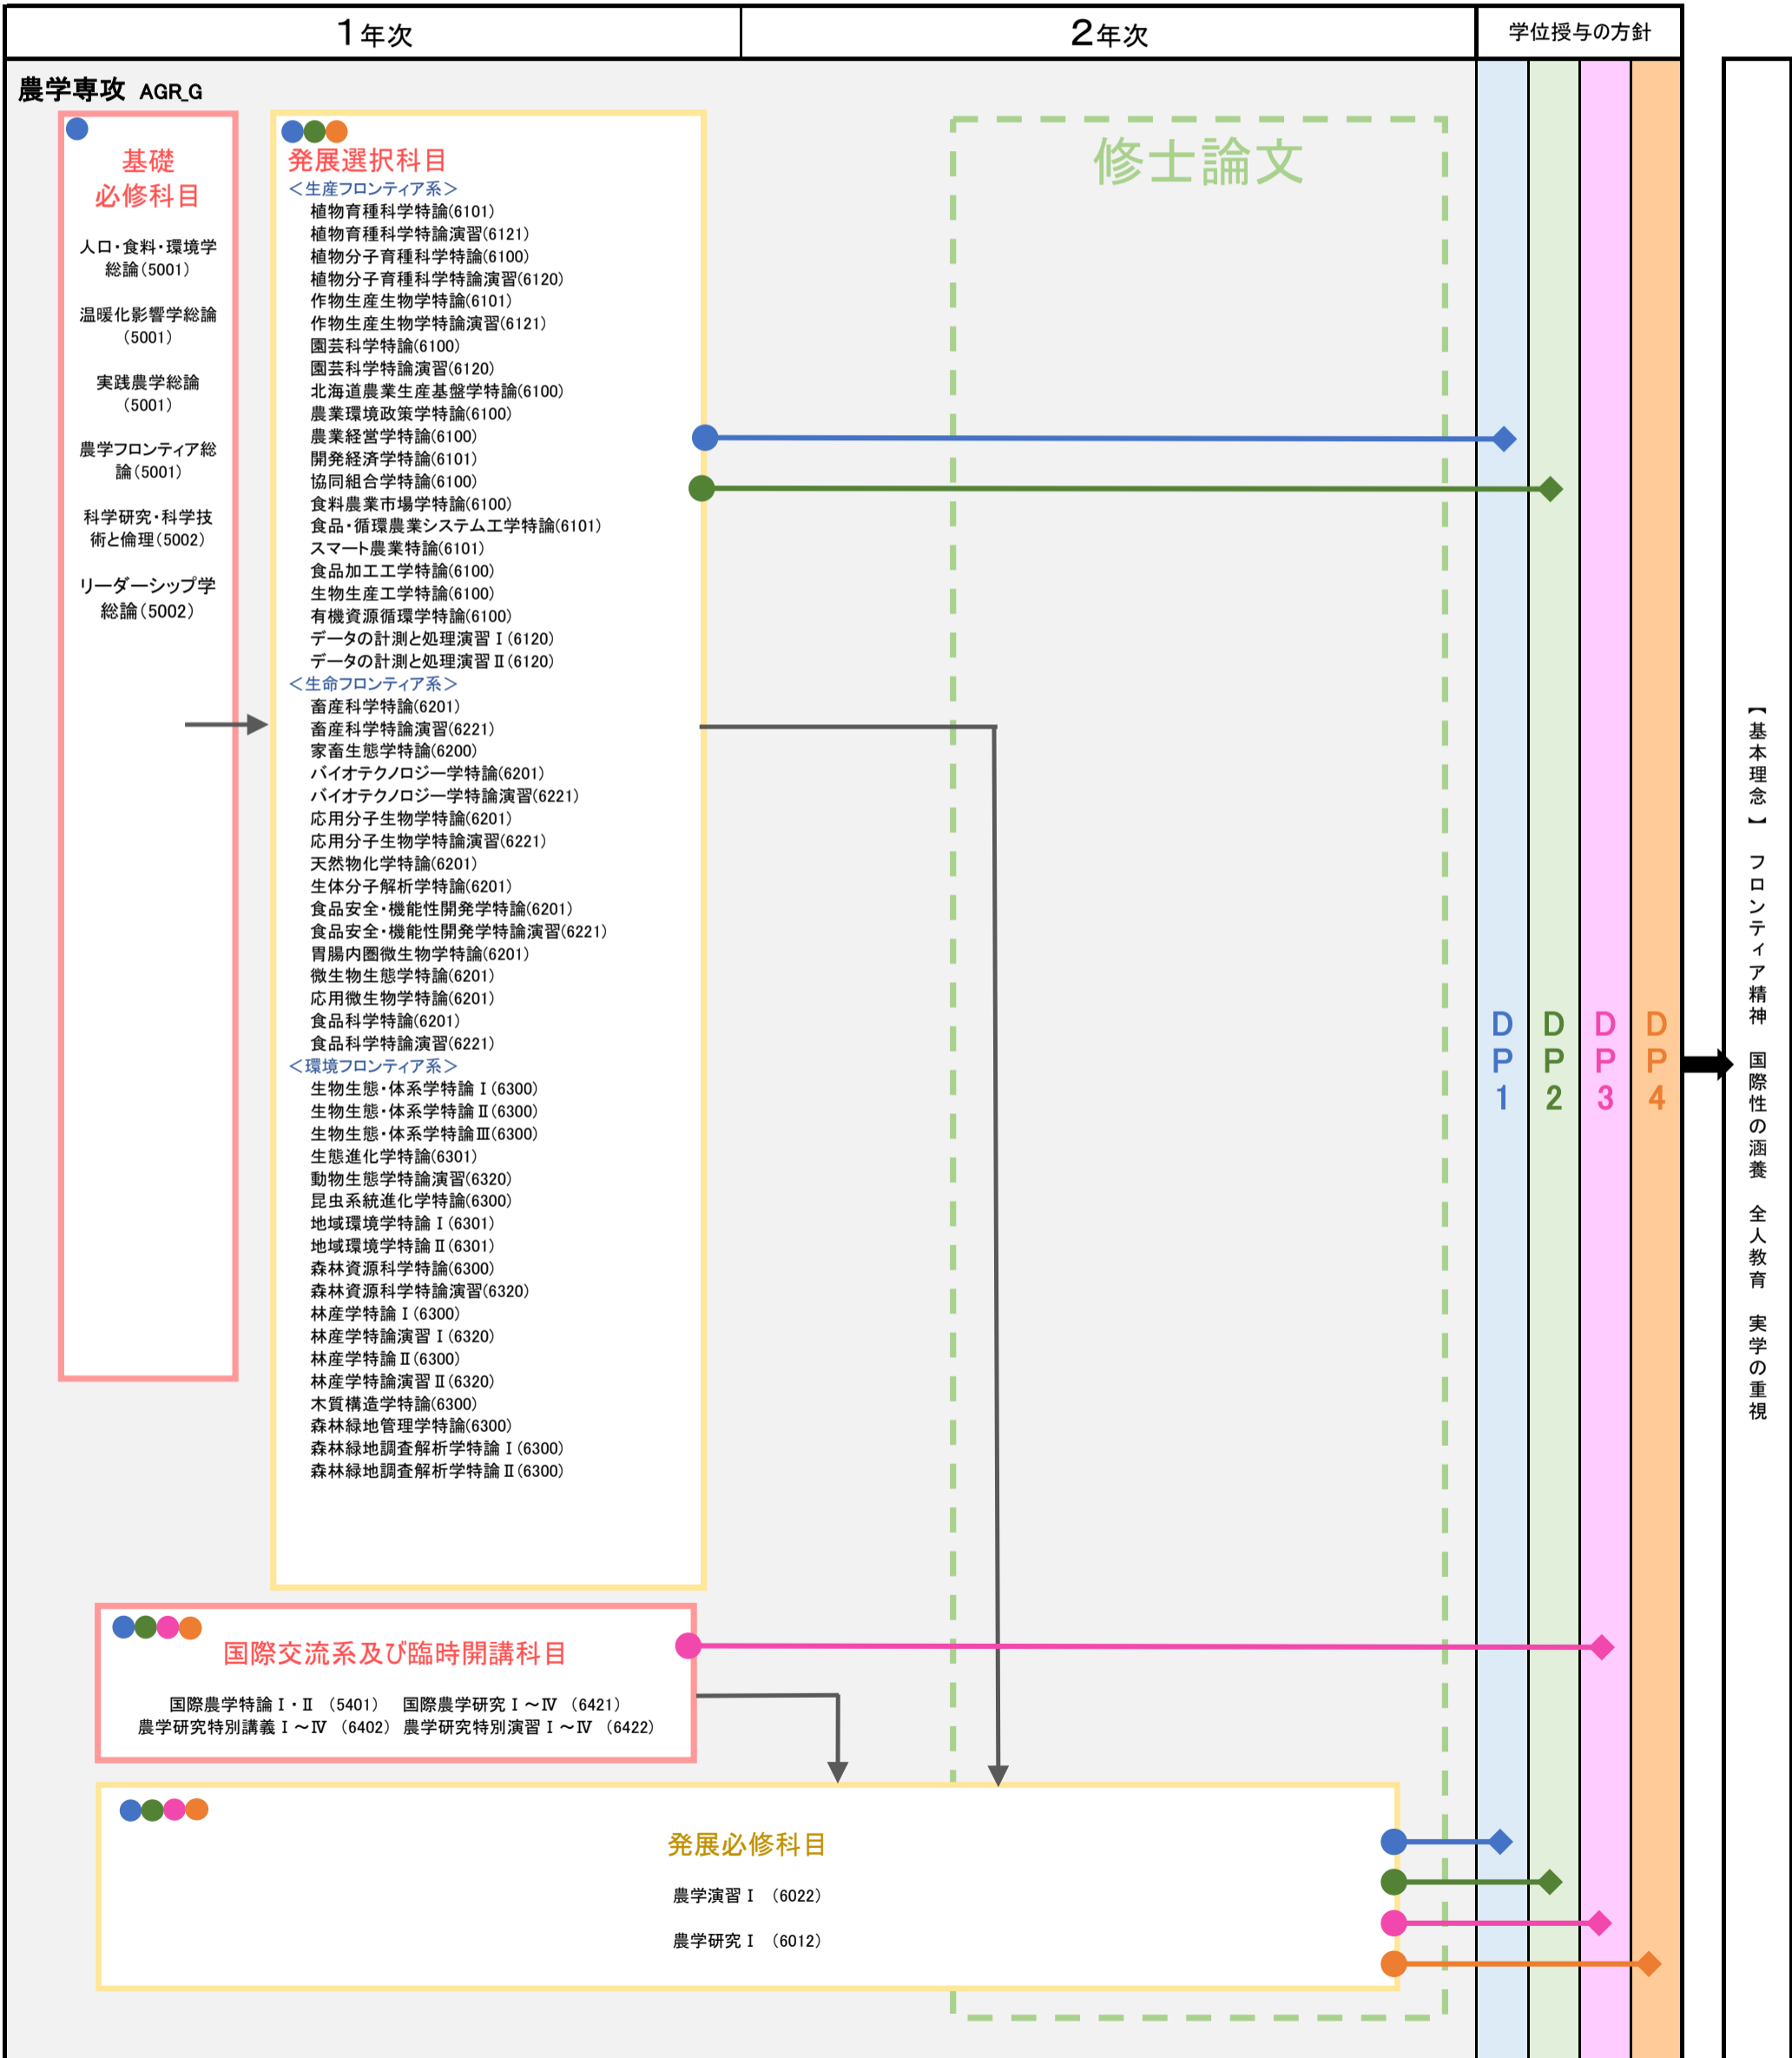 1年次
2年次
学位授与の方針
農学専攻 AGR_G
基礎
必修科目
人口・食料・環境学
総論(5001)
温暖化影響学総論
(5001)
実践農学総論
(5001)
農学フロンティア総
論(5001)
科学研究・科学技
術と倫理(5002)
リーダーシップ学
総論(5002)
発展選択科目
<生産フロンティア系>
植物育種科学特論(6101)
植物育種科学特論演習(6121)
植物分子育種科学特論(6100)
植物分子育種科学特論演習(6120)
作物生産生物学特論(6101)
作物生産生物学特論演習(6121)
園芸科学特論(6100)
園芸科学特論演習(6120)
北海道農業生産基盤学特論(6100)
農業環境政策学特論(6100)
農業経営学特論(6100)
開発経済学特論(6101)
協同組合学特論(6100)
食料農業市場学特論(6100)
食品・循環農業システム工学特論(6101)
スマート農業特論(6101)
食品加工工学特論(6100)
生物生産工学特論(6100)
有機資源循環学特論(6100)
データの計測と処理演習Ⅰ(6120)
データの計測と処理演習Ⅱ(6120)
<生命フロンティア系>
畜産科学特論(6201)
畜産科学特論演習(6221)
家畜生態学特論(6200)
バイオテクノロジー学特論(6201)
バイオテクノロジー学特論演習(6221)
応用分子生物学特論(6201)
応用分子生物学特論演習(6221)
天然物化学特論(6201)
生体分子解析学特論(6201)
食品安全・機能性開発学特論(6201)
食品安全・機能性開発学特論演習(6221)
胃腸内圏微生物学特論(6201)
微生物生態学特論(6201)
応用微生物学特論(6201)
食品科学特論(6201)
食品科学特論演習(6221)
<環境フロンティア系>
生物生態・体系学特論Ⅰ(6300)
生物生態・体系学特論Ⅱ(6300)
生物生態・体系学特論Ⅲ(6300)
生態進化学特論(6301)
動物生態学特論演習(6320)
昆虫系統進化学特論(6300)
地域環境学特論Ⅰ(6301)
地域環境学特論Ⅱ(6301)
森林資源科学特論(6300)
森林資源科学特論演習(6320)
林産学特論Ⅰ(6300)
林産学特論演習Ⅰ(6320)
林産学特論Ⅱ(6300)
林産学特論演習Ⅱ(6320)
木質構造学特論(6300)
森林緑地管理学特論(6300)
森林緑地調査解析学特論Ⅰ(6300)
森林緑地調査解析学特論Ⅱ(6300)
修士論文
国際交流系及び臨時開講科目
国際農学特論Ⅰ・Ⅱ (5401) 国際農学研究Ⅰ~Ⅳ (6421)
農学研究特別講義Ⅰ~Ⅳ (6402) 農学研究特別演習Ⅰ~Ⅳ (6422)
発展必修科目
農学演習Ⅰ (6022)
農学研究Ⅰ (6012)
DP1
DP2
DP3
DP4
【基本理念】 フロンティア精神 国際性の涵養 全人教育 実学の重視